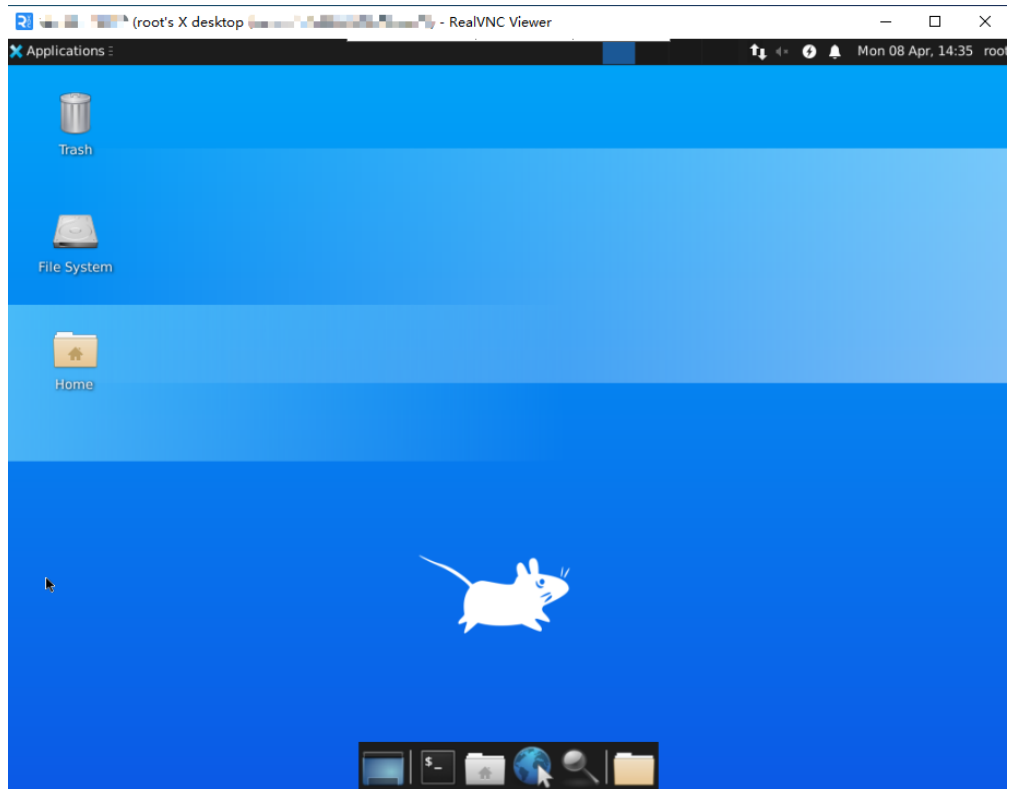 (root's X desktop - RealVNC Viewer
Applications
Mon 08 Apr, 14:35 root
Trash
File System
Home
$_